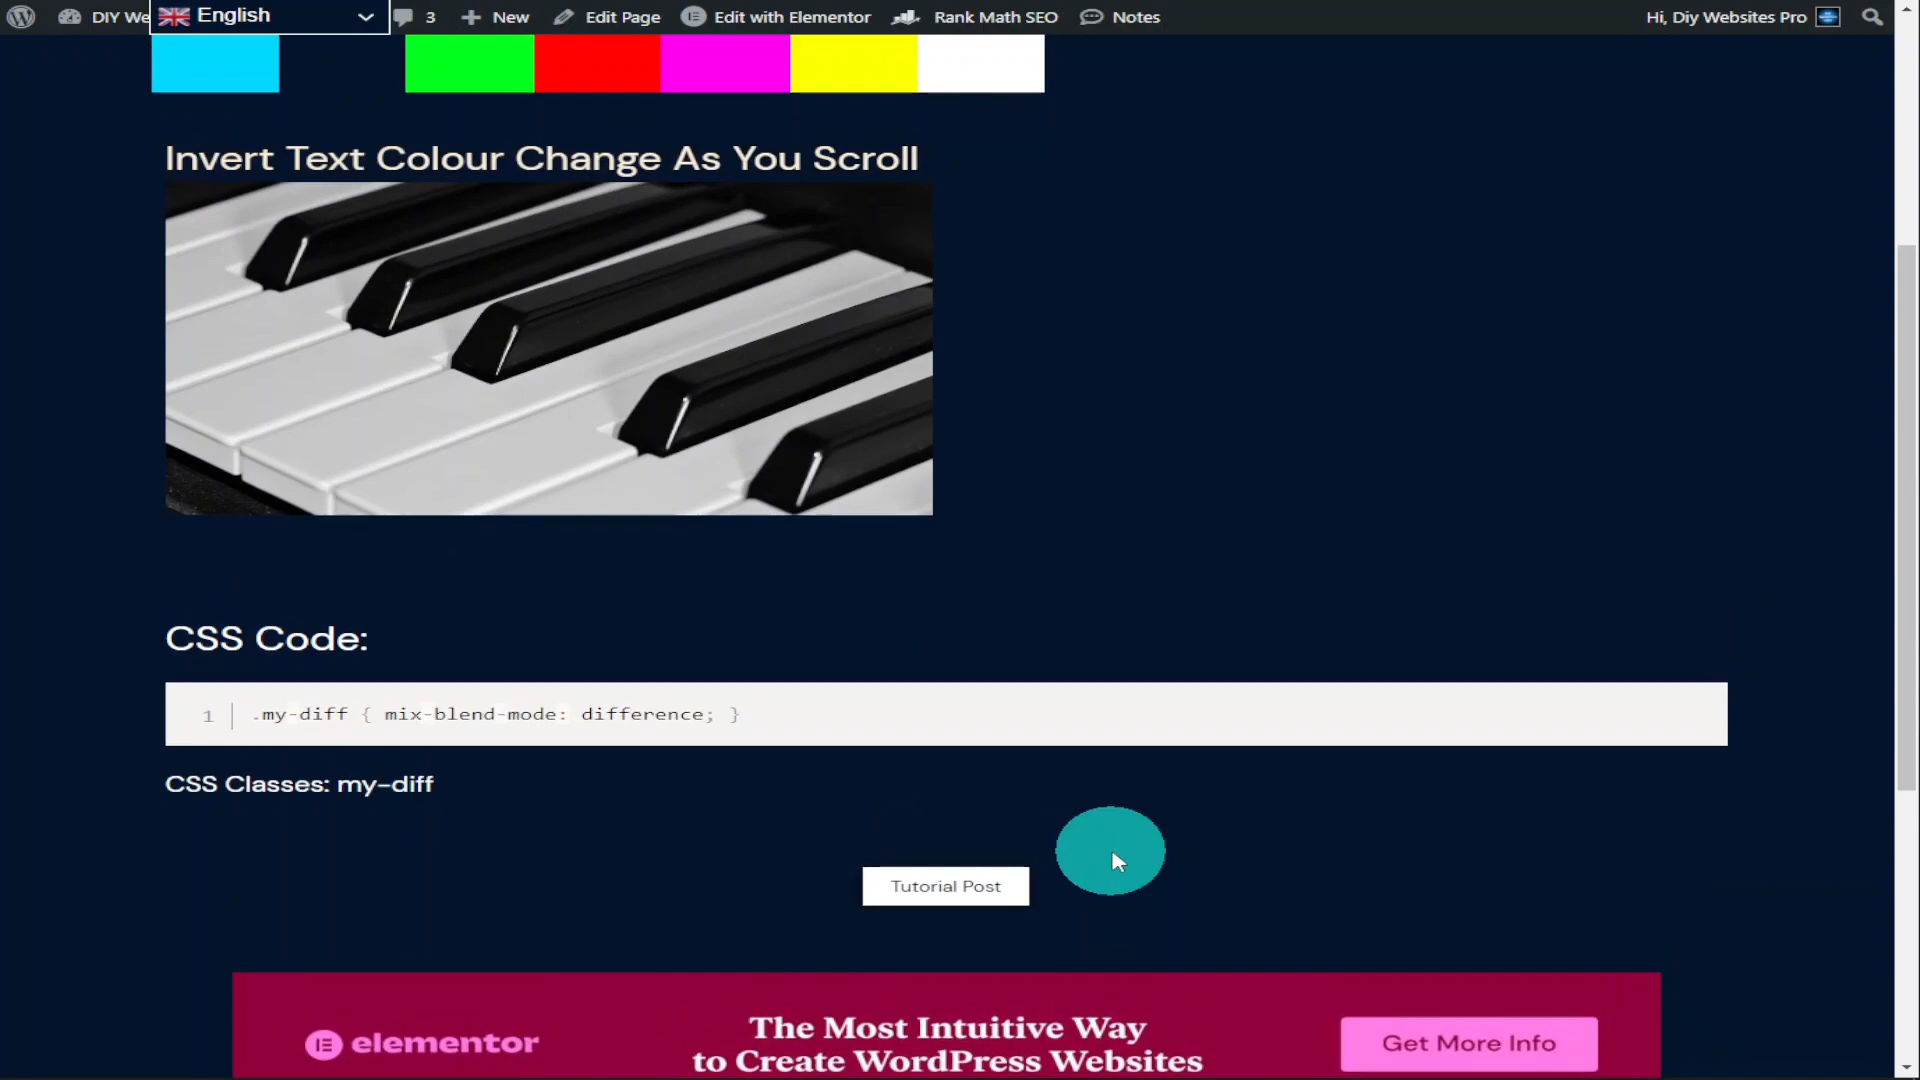 DIY We
English
3
New
Edit Page
Edit with Elementor
Rank Math SEO
Notes
Hi, Diy Websites Pro
Invert Text Colour Change As You Scroll
CSS Code:
1 .my-diff { mix-blend-mode: difference; }
CSS Classes: my-diff
Tutorial Post
elementor
The Most Intuitive Way
to Create WordPress Websites
Get More Info